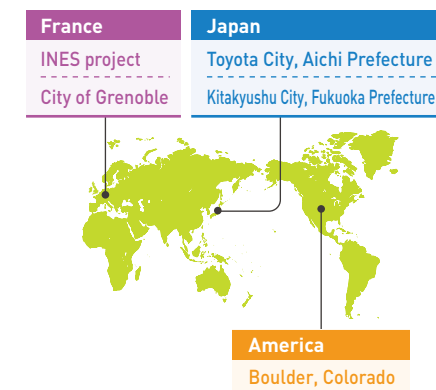 France
INES project
City of Grenoble
Japan
Toyota City, Aichi Prefecture
Kitakyushu City, Fukuoka Prefecture
America
Boulder, Colorado